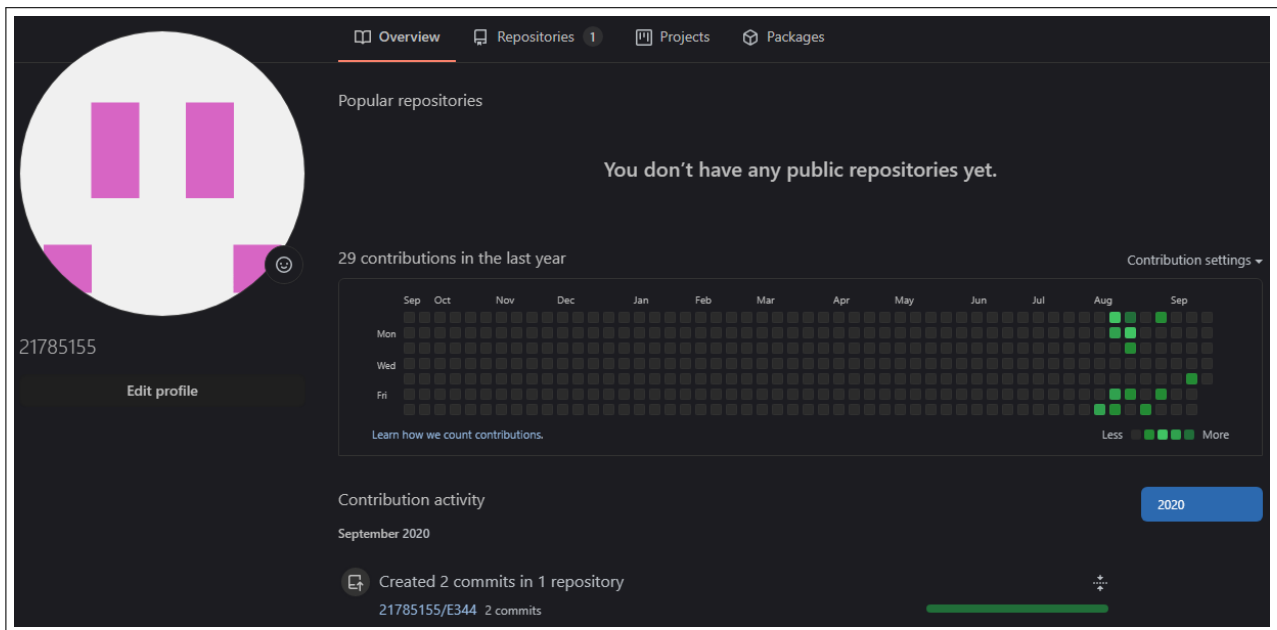 Overview Repositories 1 Projects Packages
Popular repositories
You don't have any public repositories yet.
29 contributions in the last year
Contribution settings
Sep Oct Nov Dec Jan Feb Mar Apr May Jun Jul Aug Sep
Mon
Wed
Fri
Learn how we count contributions.
Less More
21785155
Edit profile
Contribution activity
2020
September 2020
Created 2 commits in 1 repository
21785155/E344 2 commits